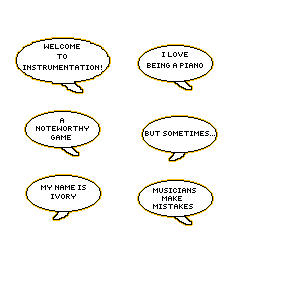 WELCOME
TO
INSTRUMENTATION!
I LOVE
BEING A PIANO
A
NOTEWORTHY
GAME
BUT SOMETIMES...
MY NAME IS
IVORY
MUSICIANS
MAKE
MISTAKES